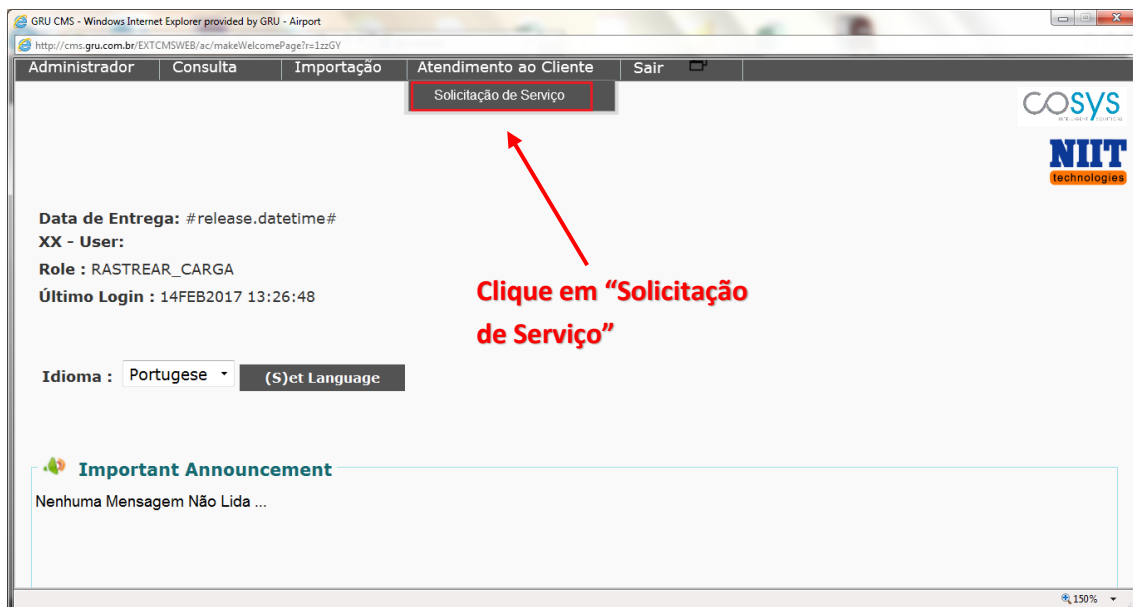 GRU CMS - Windows Internet Explorer provided by GRU - Airport
http://cms.gru.com.br/EXTCMSWEB/ac/makeWelcomePage?r=1zzGY
Administrador Consulta Importação Atendimento ao Cliente Sair
Solicitação de Serviço
COSYS
NIIT
technologies
Data de Entrega: #release.datetime#
XX - User:
Role : RASTREAR_CARGA
Último Login : 14FEB2017 13:26:48
Clique em “Solicitação
de Serviço”
Idioma : Portugese (S)et Language
Important Announcement
Nenhuma Mensagem Não Lida ...
150%